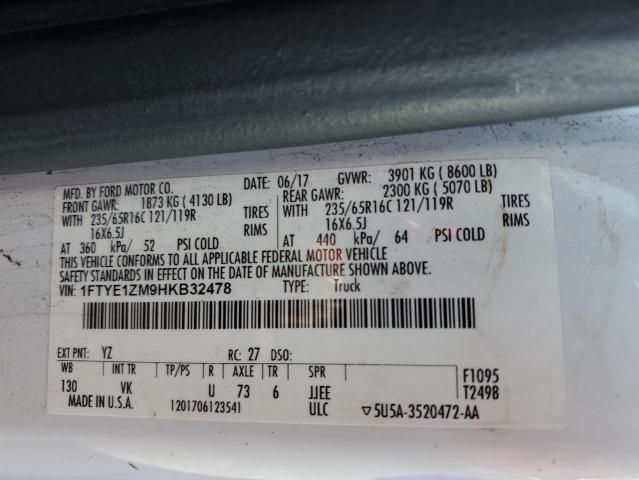 MFD. BY FORD MOTOR CO.
DATE: 06/17 GVWR: 3901 KG ( 8600 LB)
FRONT GAWR: 1873 KG ( 4130 LB) REAR GAWR: 2300 KG ( 5070 LB)
WITH 235/65R16C 121/119R TIRES WITH 235/65R16C 121/119R TIRES
16X6.5J RIMS 16X6.5J RIMS
AT 360 kPa/ 52 PSI COLD AT 440 kPa/ 64 PSI COLD
THIS VEHICLE CONFORMS TO ALL APPLICABLE FEDERAL MOTOR VEHICLE
SAFETY STANDARDS IN EFFECT ON THE DATE OF MANUFACTURE SHOWN ABOVE.
VIN: 1FTYE1ZM9HKB32478 TYPE: Truck
EXT PNT: YZ RC: 27 DSO:
WB INT TR TP/PS R AXLE TR SPR F1095
130 VK U 73 6 JJEE T2498
MADE IN U.S.A. 1201706123541 ULC ▽5U5A-3520472-AA